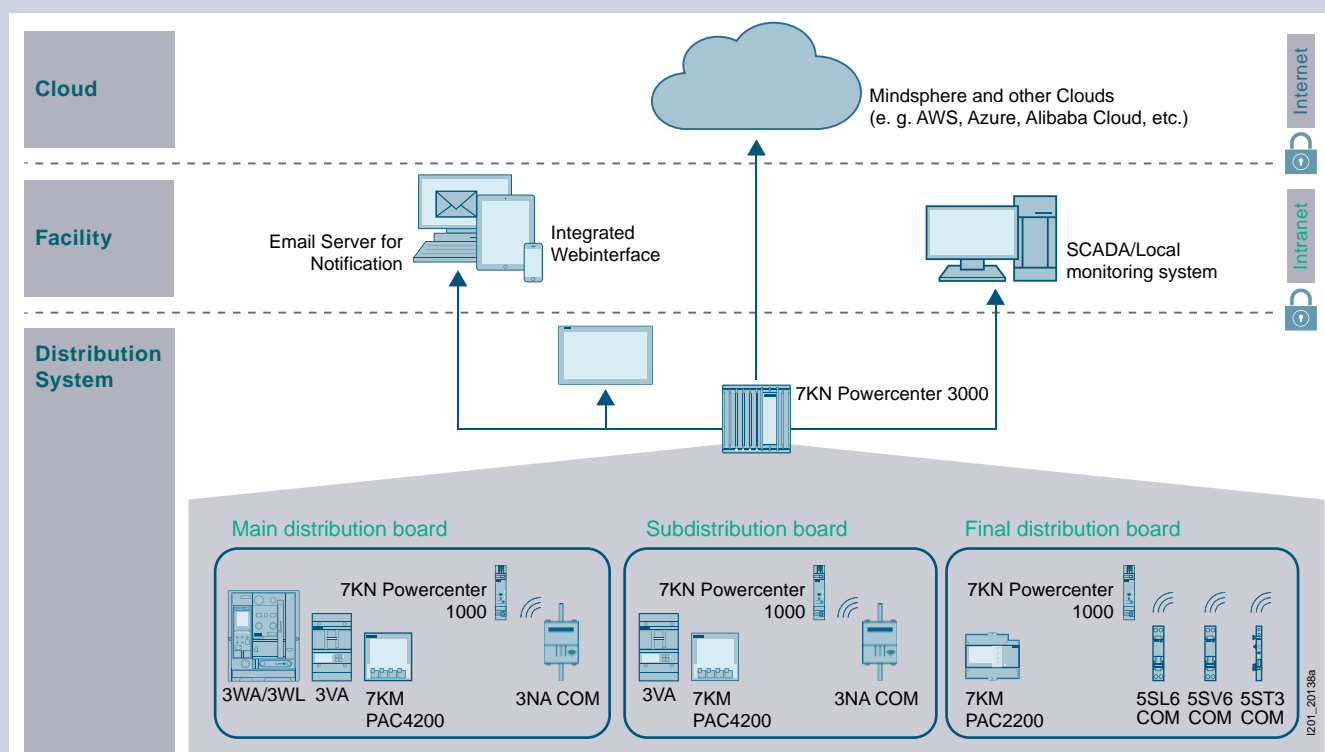 Cloud
Mindsphere and other Clouds
(e. g. AWS, Azure, Alibaba Cloud, etc.)
Internet
Facility
Email Server for
Notification
Integrated
Webinterface
SCADA/Local
monitoring system
Intranet
Distribution
System
7KN Powercenter 3000
Main distribution board
7KN Powercenter
1000
3WA/3WL
3VA
7KM
PAC4200
3NA COM
Subdistribution board
7KN Powercenter
1000
3VA
7KM
PAC4200
3NA COM
Final distribution board
7KN Powercenter
1000
7KM
PAC2200
5SL6
COM
5SV6
COM
5ST3
COM
I201_20138a